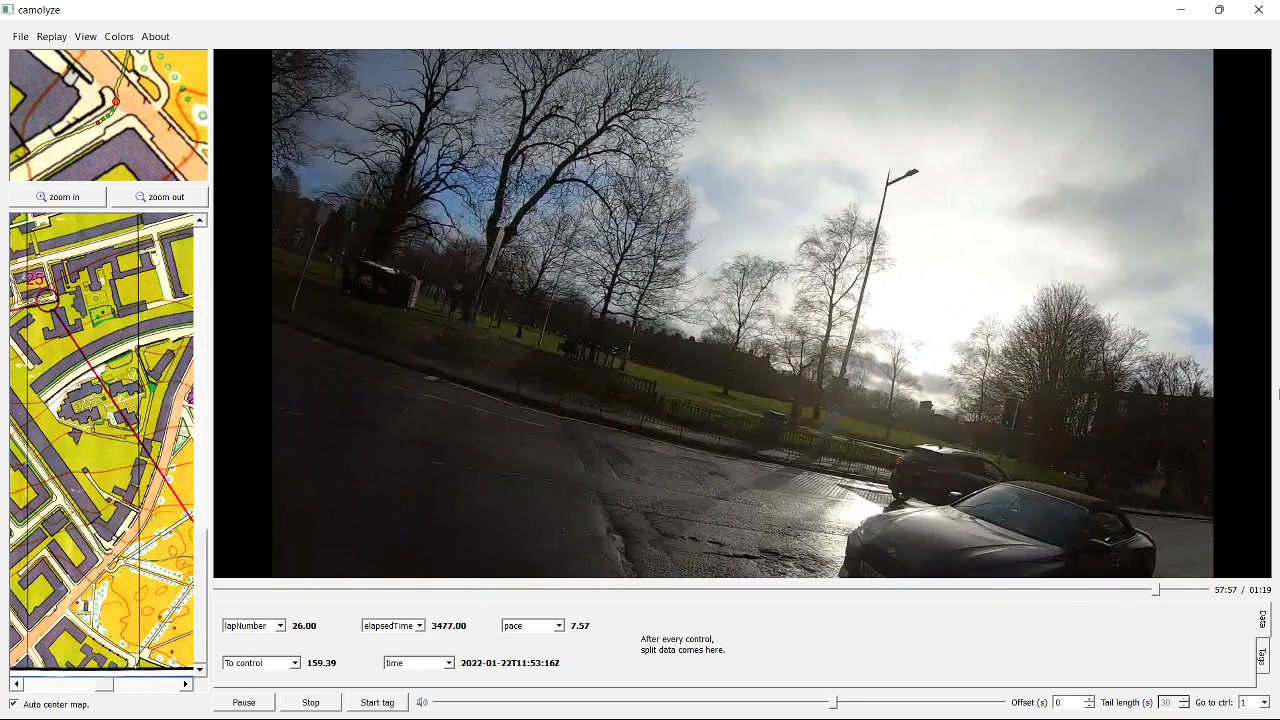 camolyze
File Replay View Colors About
zoom in
zoom out
25
57:57 / 01:19
lapNumber 26.00 elapsedTime 3477.00 pace 7.57
After every control,
split data comes here.
To control 159.39 time 2022-01-22T11:53:16Z
Data
Tags
Pause Stop Start tag Offset (s) 0 Tail length (s) 30 Go to ctrl: 1
Auto center map.